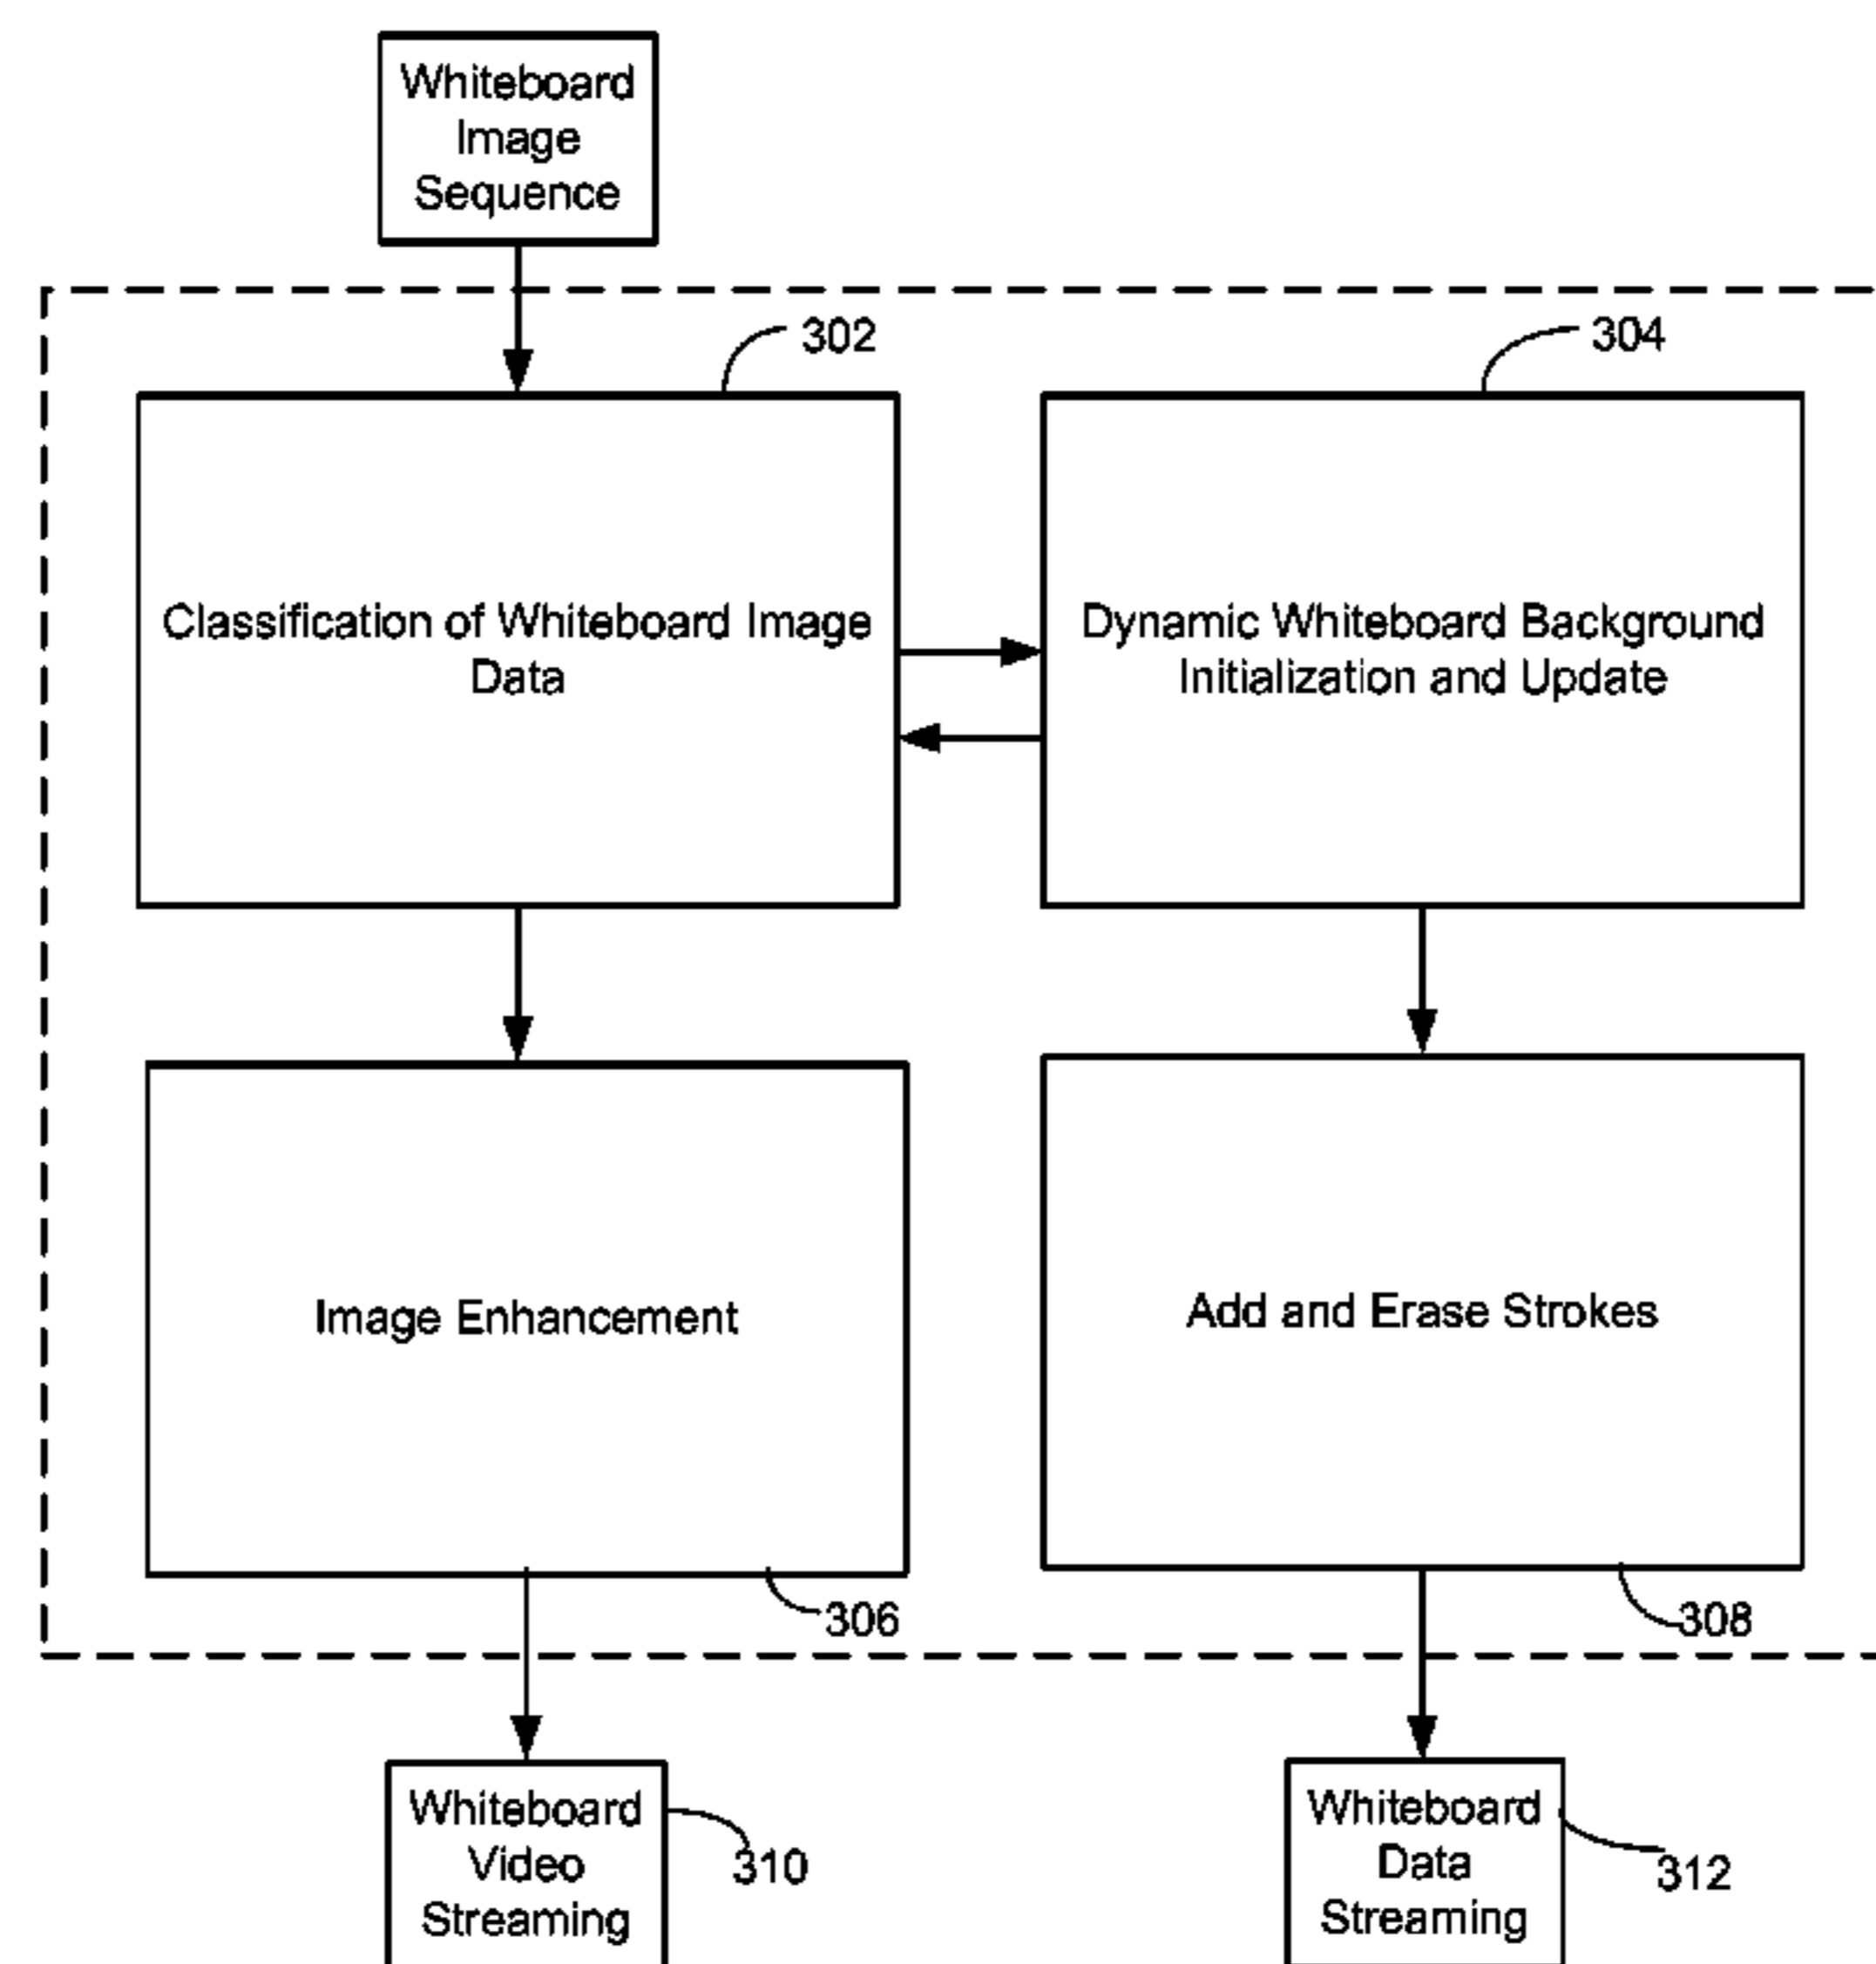 Whiteboard
Image
Sequence
302
304
Classification of Whiteboard Image
Data
Dynamic Whiteboard Background
Initialization and Update
Image Enhancement
Add and Erase Strokes
306
308
Whiteboard
Video
Streaming
310
Whiteboard
Data
Streaming
312